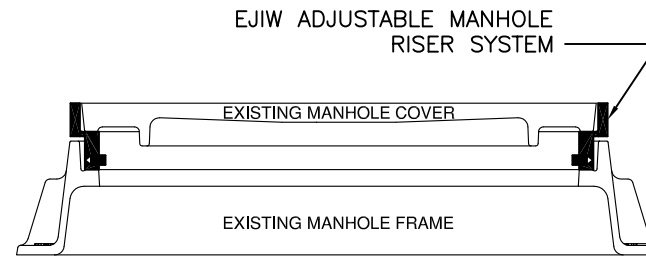 EJIW ADJUSTABLE MANHOLE
RISER SYSTEM
EXISTING MANHOLE COVER
EXISTING MANHOLE FRAME